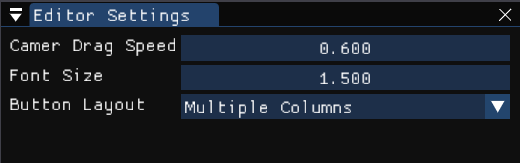 Editor Settings
Camer Drag Speed 0.600
Font Size 1.500
Button Layout Multiple Columns